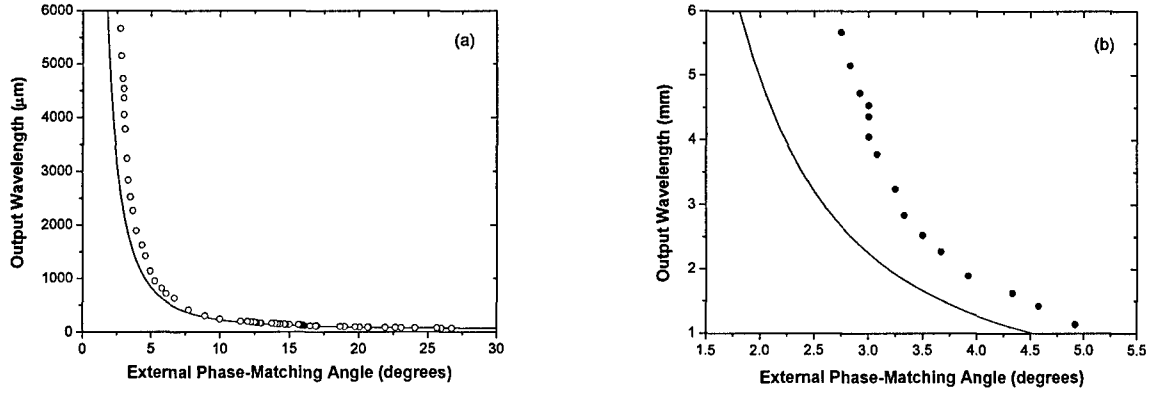 (a)
6000
5000
4000
3000
2000
1000
0
Output Wavelength (μm)
0 5 10 15 20 25 30
External Phase-Matching Angle (degrees)
(b)
6
5
4
3
2
1
Output Wavelength (mm)
1.5 2.0 2.5 3.0 3.5 4.0 4.5 5.0 5.5
External Phase-Matching Angle (degrees)